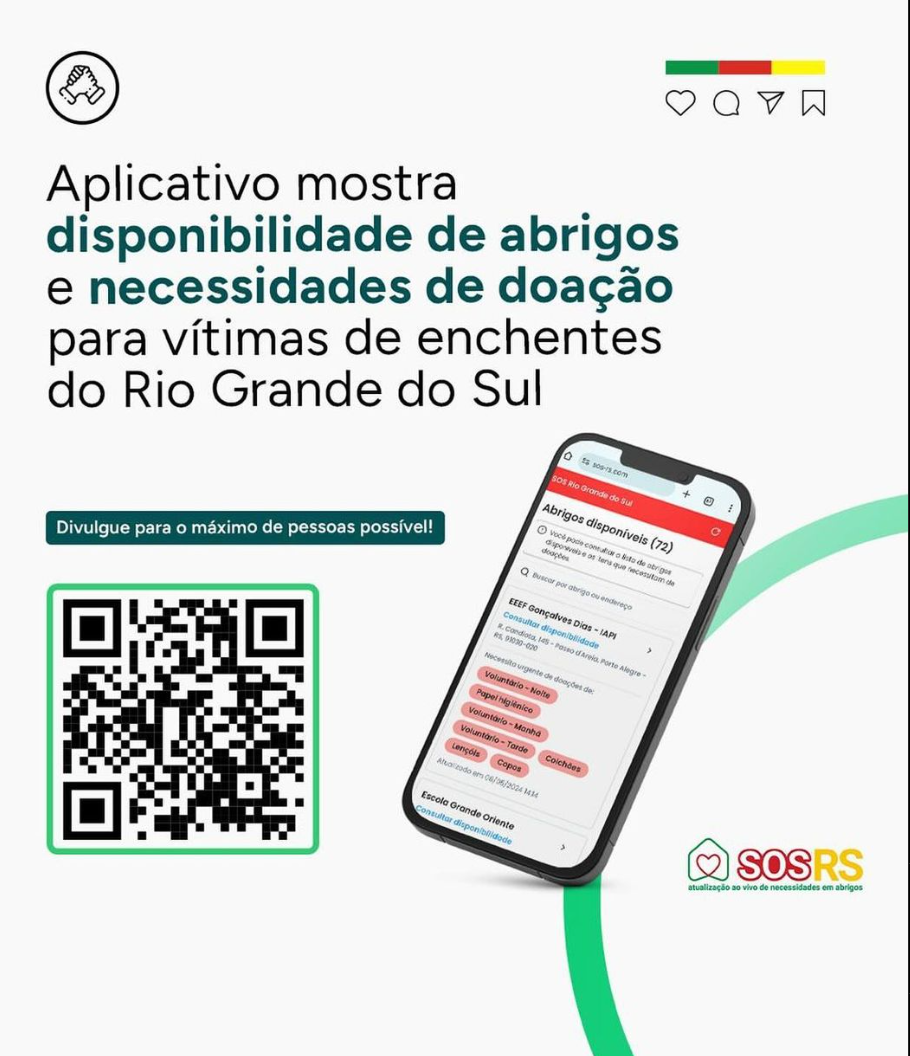 Aplicativo mostra
disponibilidade de abrigos
e necessidades de doação
para vítimas de enchentes
do Rio Grande do Sul
Divulgue para o máximo de pessoas possível!
sos-rs.com
SOS Rio Grande do Sul
Abrigos disponíveis (72)
Você pode consultar a lista de abrigos
disponíveis e os itens que necessitam de
doações.
Buscar por abrigo ou endereço
EEEF Gonçalves Dias - IAPI
Consultar disponibilidade
R. Candiota, 145 - Passo d'Areia, Porto Alegre -
RS, 91030-020
Necessita urgente de doações de:
Voluntário - Noite
Papel higiênico
Voluntário - Manhã
Voluntário - Tarde
Colchões
Lençóis
Copos
Atualizado em 06/05/2024 14:14
Escola Grande Oriente
Consultar disponibilidade
SOSRS
atualização ao vivo de necessidades em abrigos